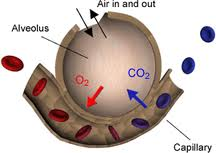 Air in and out
Alveolus
O₂
CO₂
Capillary